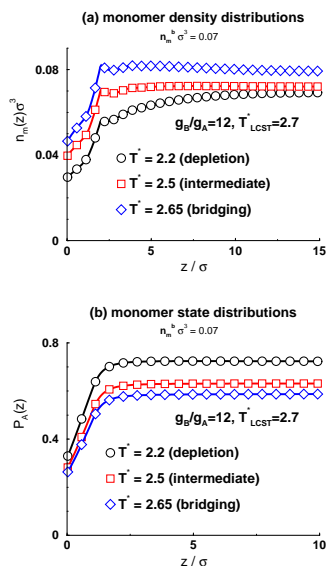 (a) monomer density distributions
n_m^b σ^3 = 0.07
0.08
0.04
0
n_m(z)σ^3
g_B/g_A=12, T^*_LCST=2.7
T^* = 2.2 (depletion)
T^* = 2.5 (intermediate)
T^* = 2.65 (bridging)
0 5 10 15
z / σ
(b) monomer state distributions
n_m^b σ^3 = 0.07
0.8
0.4
0
P_A(z)
g_B/g_A=12, T^*_LCST=2.7
T^* = 2.2 (depletion)
T^* = 2.5 (intermediate)
T^* = 2.65 (bridging)
0 5 10
z / σ